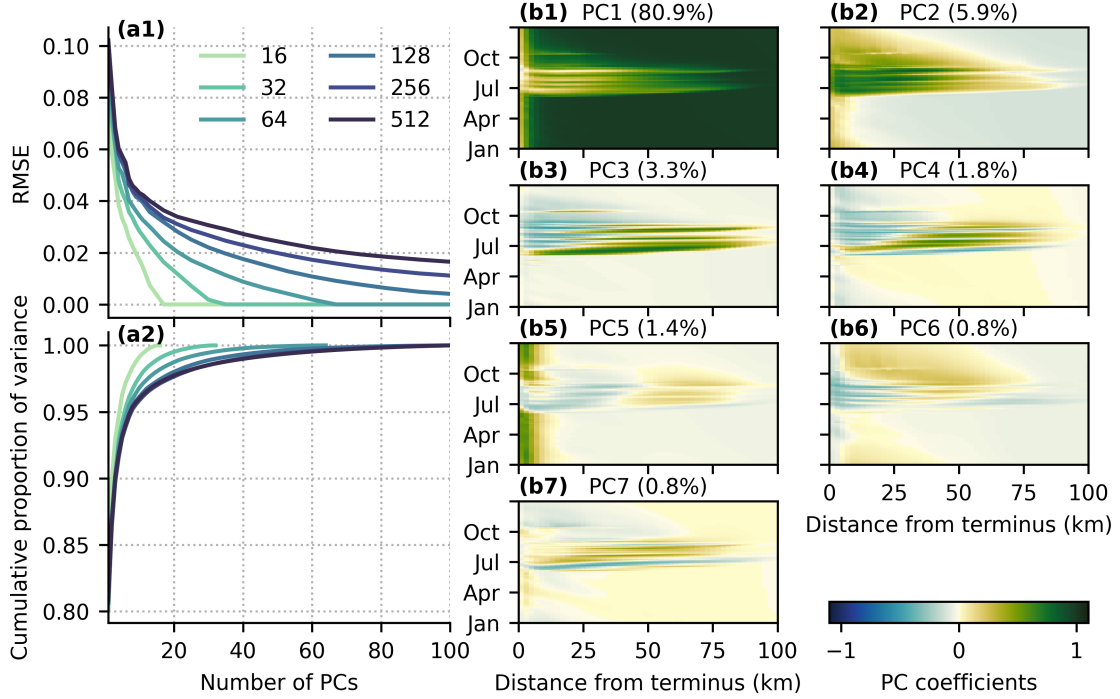 (a1)
RMSE
0.10
0.08
0.06
0.04
0.02
0.00
16
32
64
128
256
512
(a2)
Cumulative proportion of variance
1.00
0.95
0.90
0.85
0.80
20 40 60 80 100
Number of PCs
(b1) PC1 (80.9%)
Oct
Jul
Apr
Jan
(b2) PC2 (5.9%)
(b3) PC3 (3.3%)
Oct
Jul
Apr
Jan
(b4) PC4 (1.8%)
(b5) PC5 (1.4%)
Oct
Jul
Apr
Jan
(b6) PC6 (0.8%)
0 25 50 75 100
Distance from terminus (km)
(b7) PC7 (0.8%)
Oct
Jul
Apr
Jan
0 25 50 75 100
Distance from terminus (km)
−1 0 1
PC coefficients